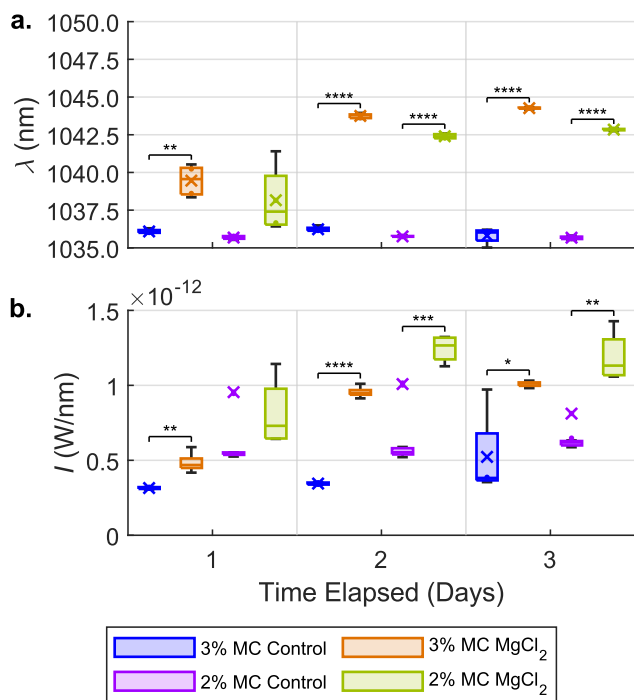 a.
1050.0
1047.5
1045.0
1042.5
1040.0
1037.5
1035.0
λ (nm)
**
****
****
****
****
b.
×10^-12
1.5
1
0.5
0
I (W/nm)
**
****
***
*
**
1 2 3
Time Elapsed (Days)
3% MC Control 3% MC MgCl₂
2% MC Control 2% MC MgCl₂